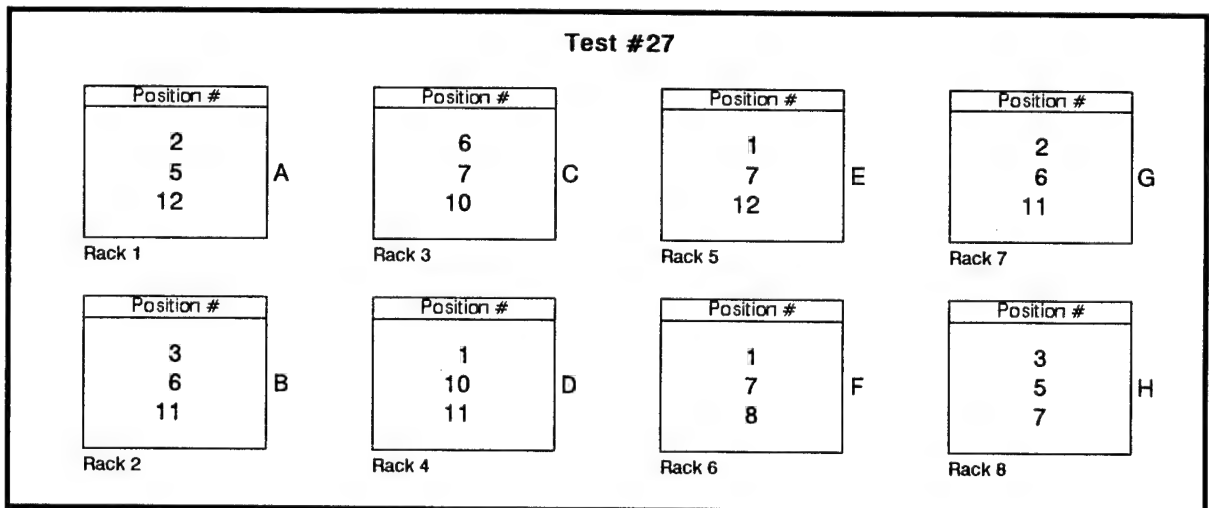 Test #27
Position # Position # Position # Position #
2 6 1 2
5 7 7 6
12 10 12 11
A C E G
Rack 1 Rack 3 Rack 5 Rack 7
Position # Position # Position # Position #
3 1 1 3
6 10 7 5
11 11 8 7
B D F H
Rack 2 Rack 4 Rack 6 Rack 8